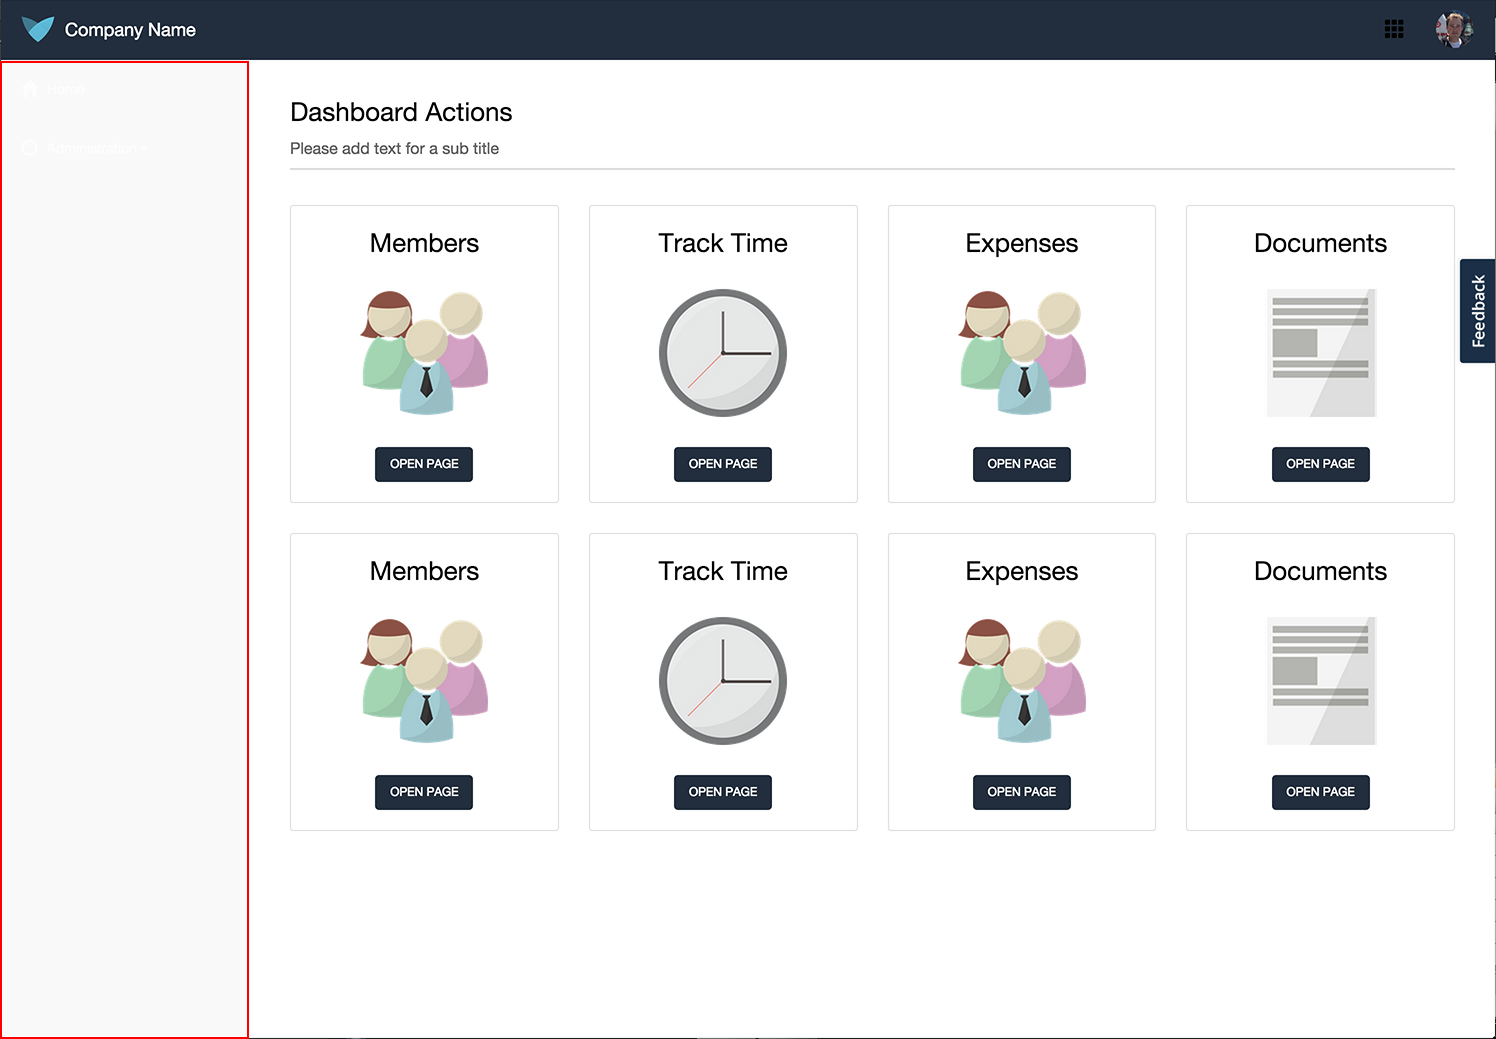 Company Name
Home
Administration
Dashboard Actions
Please add text for a sub title
Members
Track Time
Expenses
Documents
OPEN PAGE
OPEN PAGE
OPEN PAGE
OPEN PAGE
Feedback
Members
Track Time
Expenses
Documents
OPEN PAGE
OPEN PAGE
OPEN PAGE
OPEN PAGE